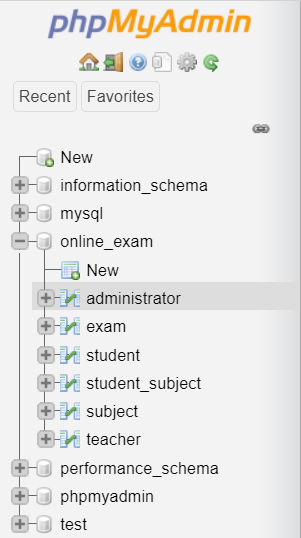 phpMyAdmin
Recent Favorites
New
information_schema
mysql
online_exam
New
administrator
exam
student
student_subject
subject
teacher
performance_schema
phpmyadmin
test